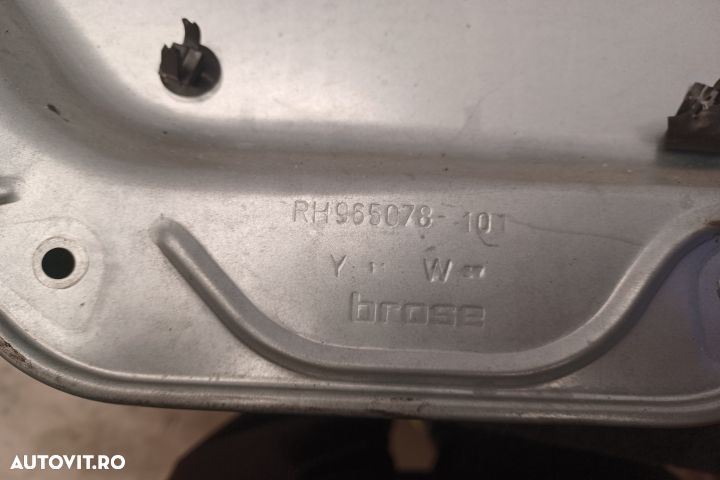 RH965078-101
Y W
brose
AUTOVIT.RO